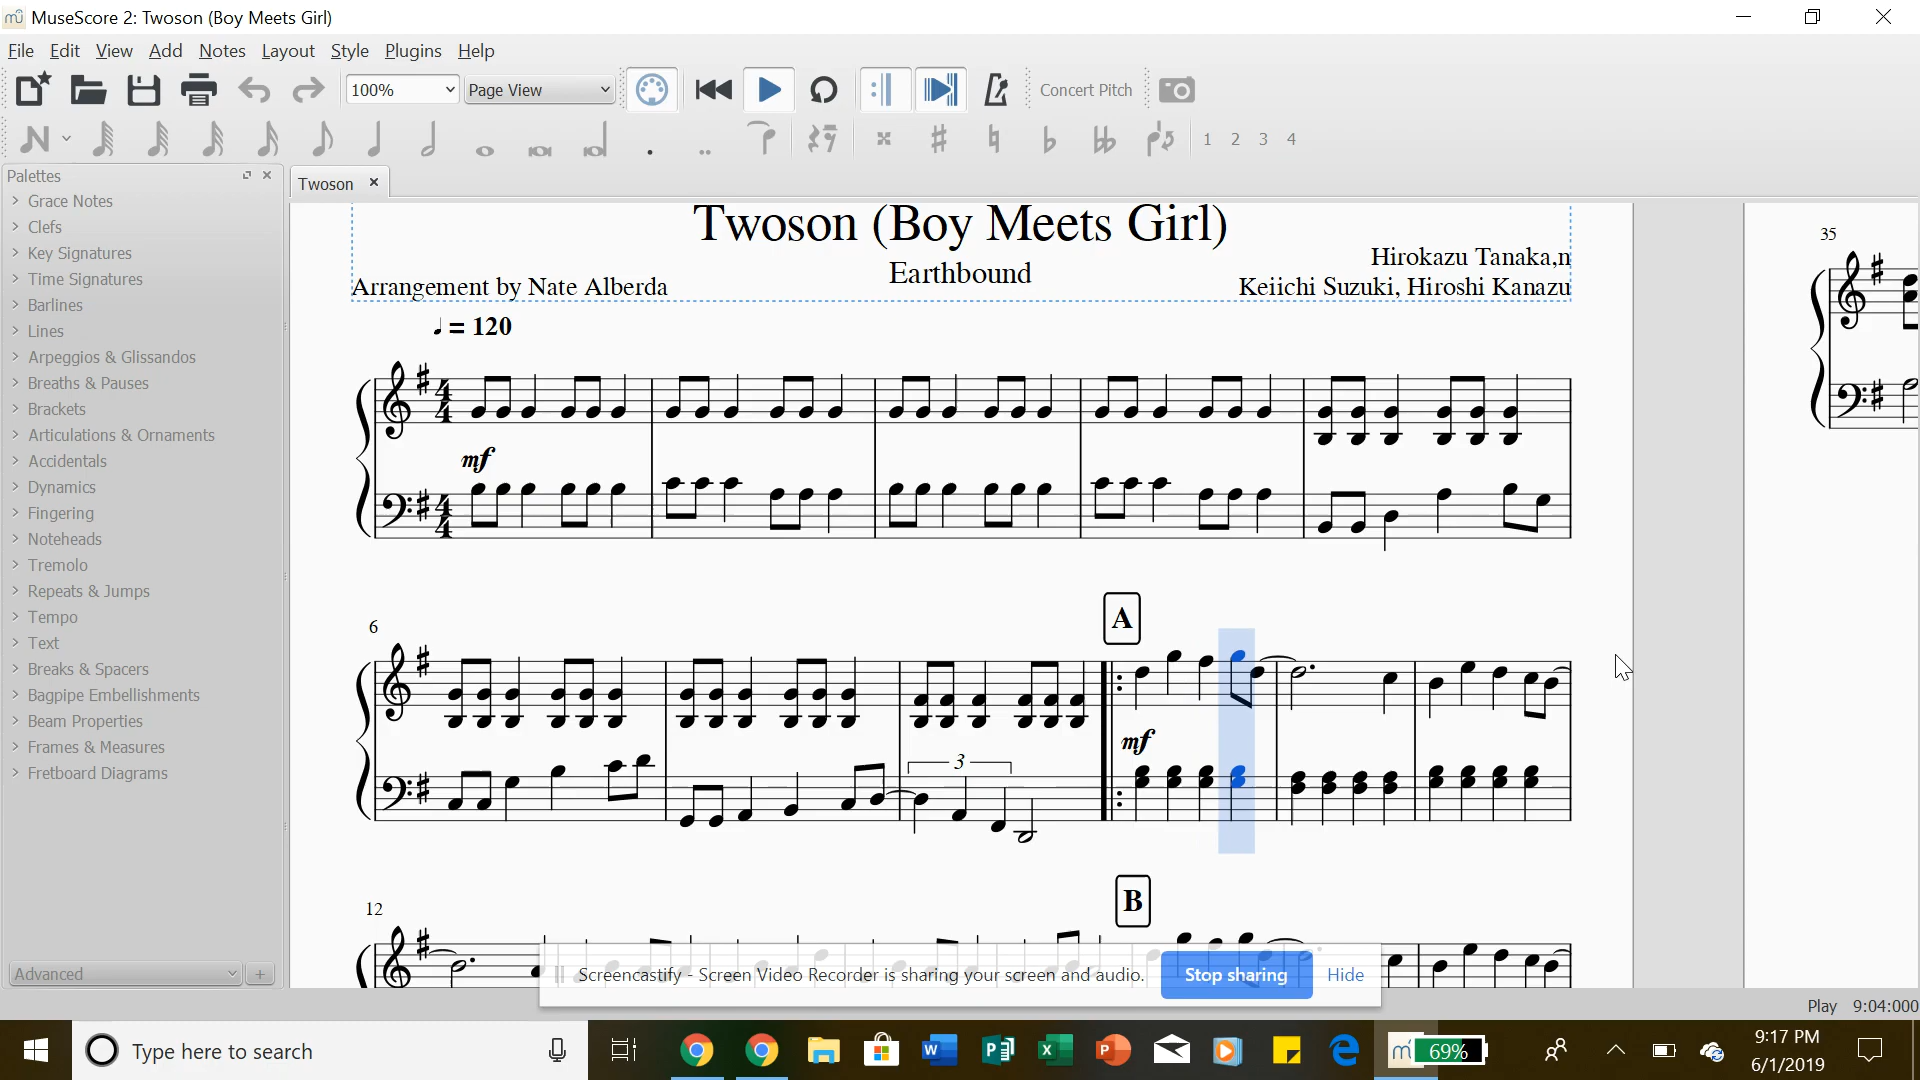 MuseScore 2: Twoson (Boy Meets Girl)
File Edit View Add Notes Layout Style Plugins Help
100% Page View Concert Pitch
1 2 3 4
Palettes
Twoson
Grace Notes
Clefs
Key Signatures
Time Signatures
Barlines
Lines
Arpeggios & Glissandos
Breaths & Pauses
Brackets
Articulations & Ornaments
Accidentals
Dynamics
Fingering
Noteheads
Tremolo
Repeats & Jumps
Tempo
Text
Breaks & Spacers
Bagpipe Embellishments
Beam Properties
Frames & Measures
Fretboard Diagrams
Advanced
Twoson (Boy Meets Girl)
Earthbound
Hirokazu Tanaka,n
Arrangement by Nate Alberda
Keiichi Suzuki, Hiroshi Kanazu
= 120
mf
6
A
3
mf
12
B
35
Screencastify - Screen Video Recorder is sharing your screen and audio. Stop sharing Hide
Play 9:04:000
Type here to search
69%
9:17 PM
6/1/2019